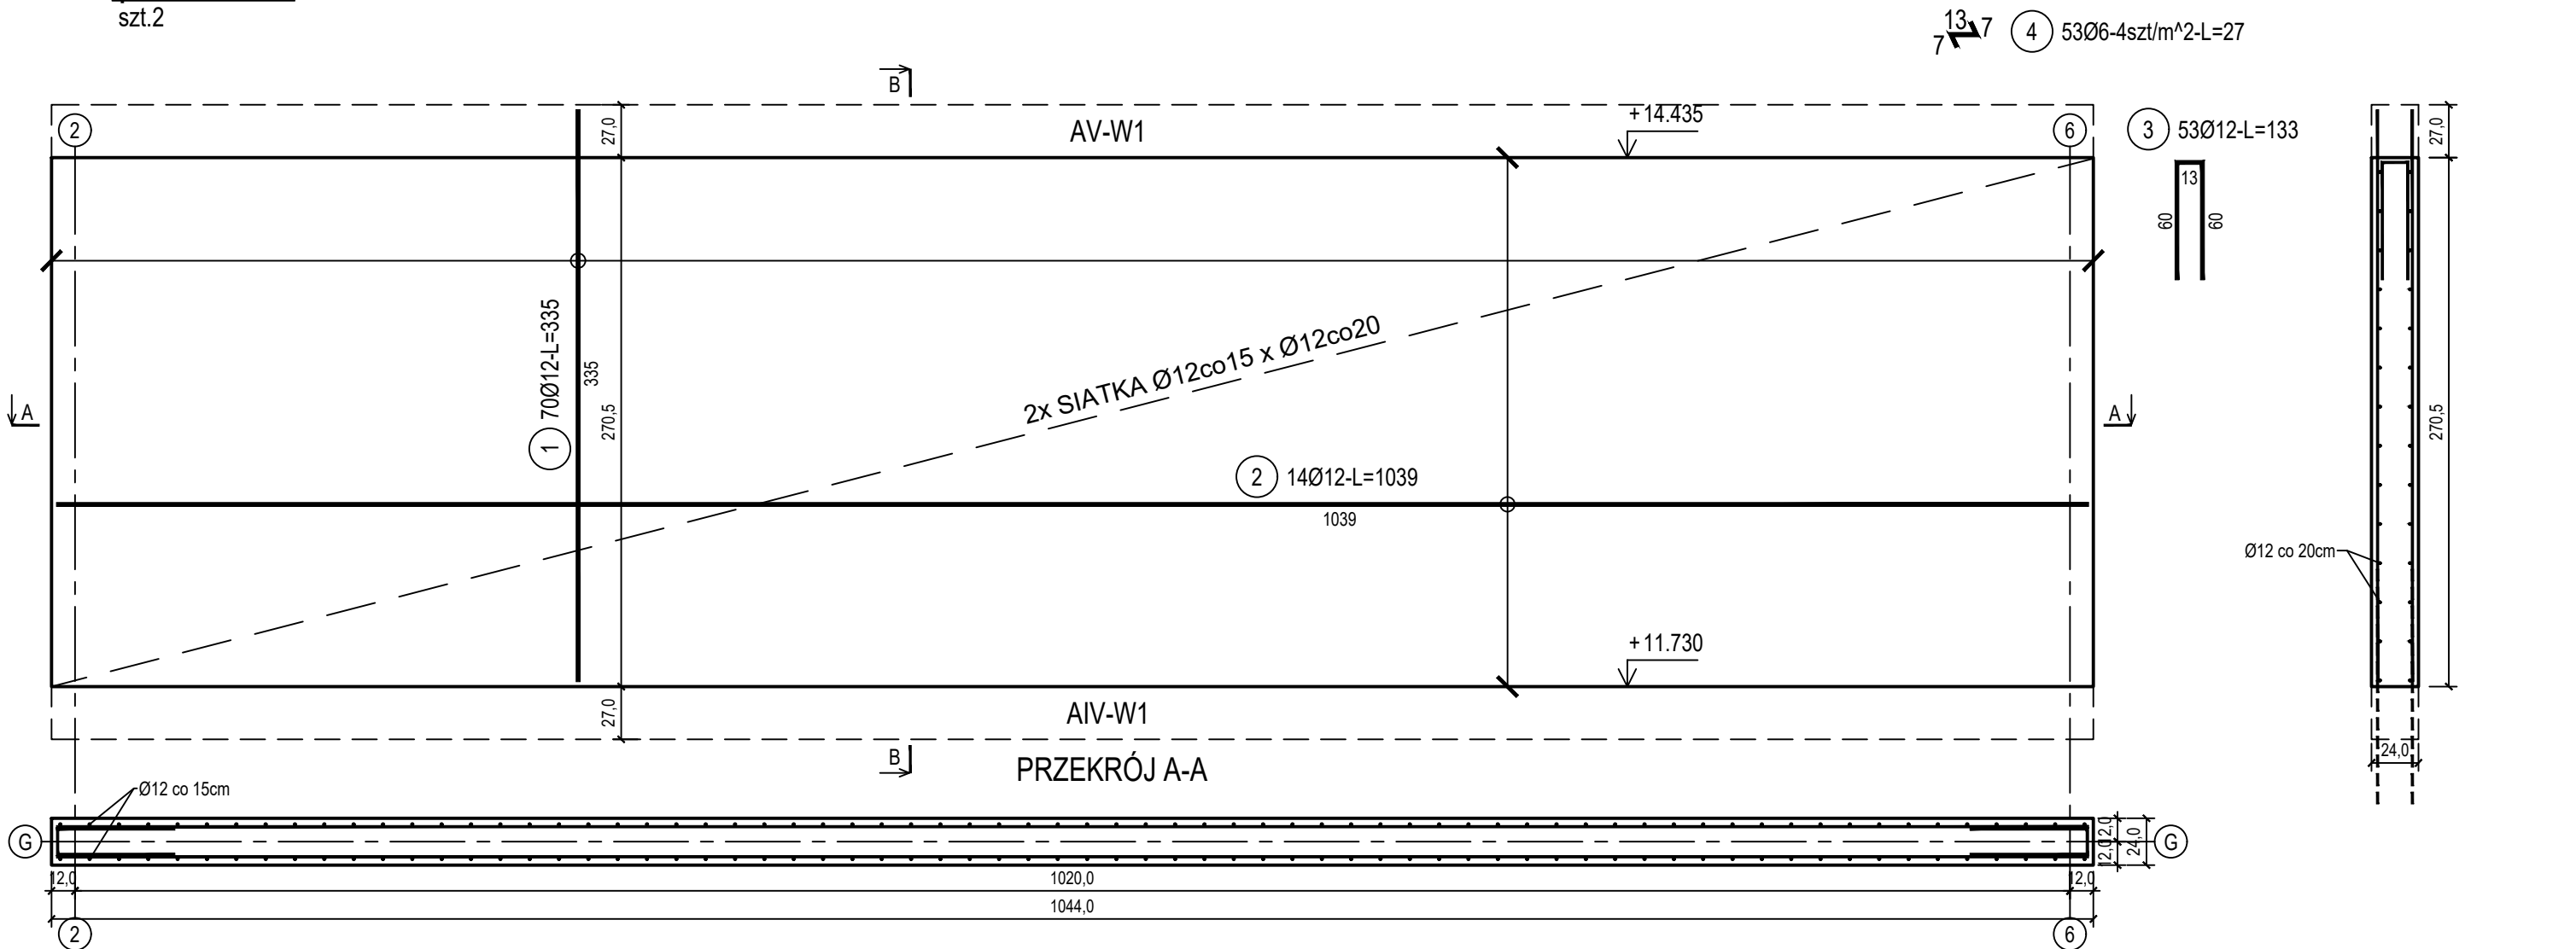 szt.2
13
7
7
4
53Ø6-4szt/m^2-L=27
B
2
27,0
AV-W1
+14.435
6
3
53Ø12-L=133
27,0
13
60
60
1
70Ø12-L=335
335
270,5
2x SIATKA Ø12co15 x Ø12co20
A
A
270,5
2
14Ø12-L=1039
1039
Ø12 co 20cm
+11.730
27,0
AIV-W1
B
PRZEKRÓJ A-A
24,0
Ø12 co 15cm
G
12,0
12,0
24,0
G
12,0
1020,0
12,0
1044,0
2
6